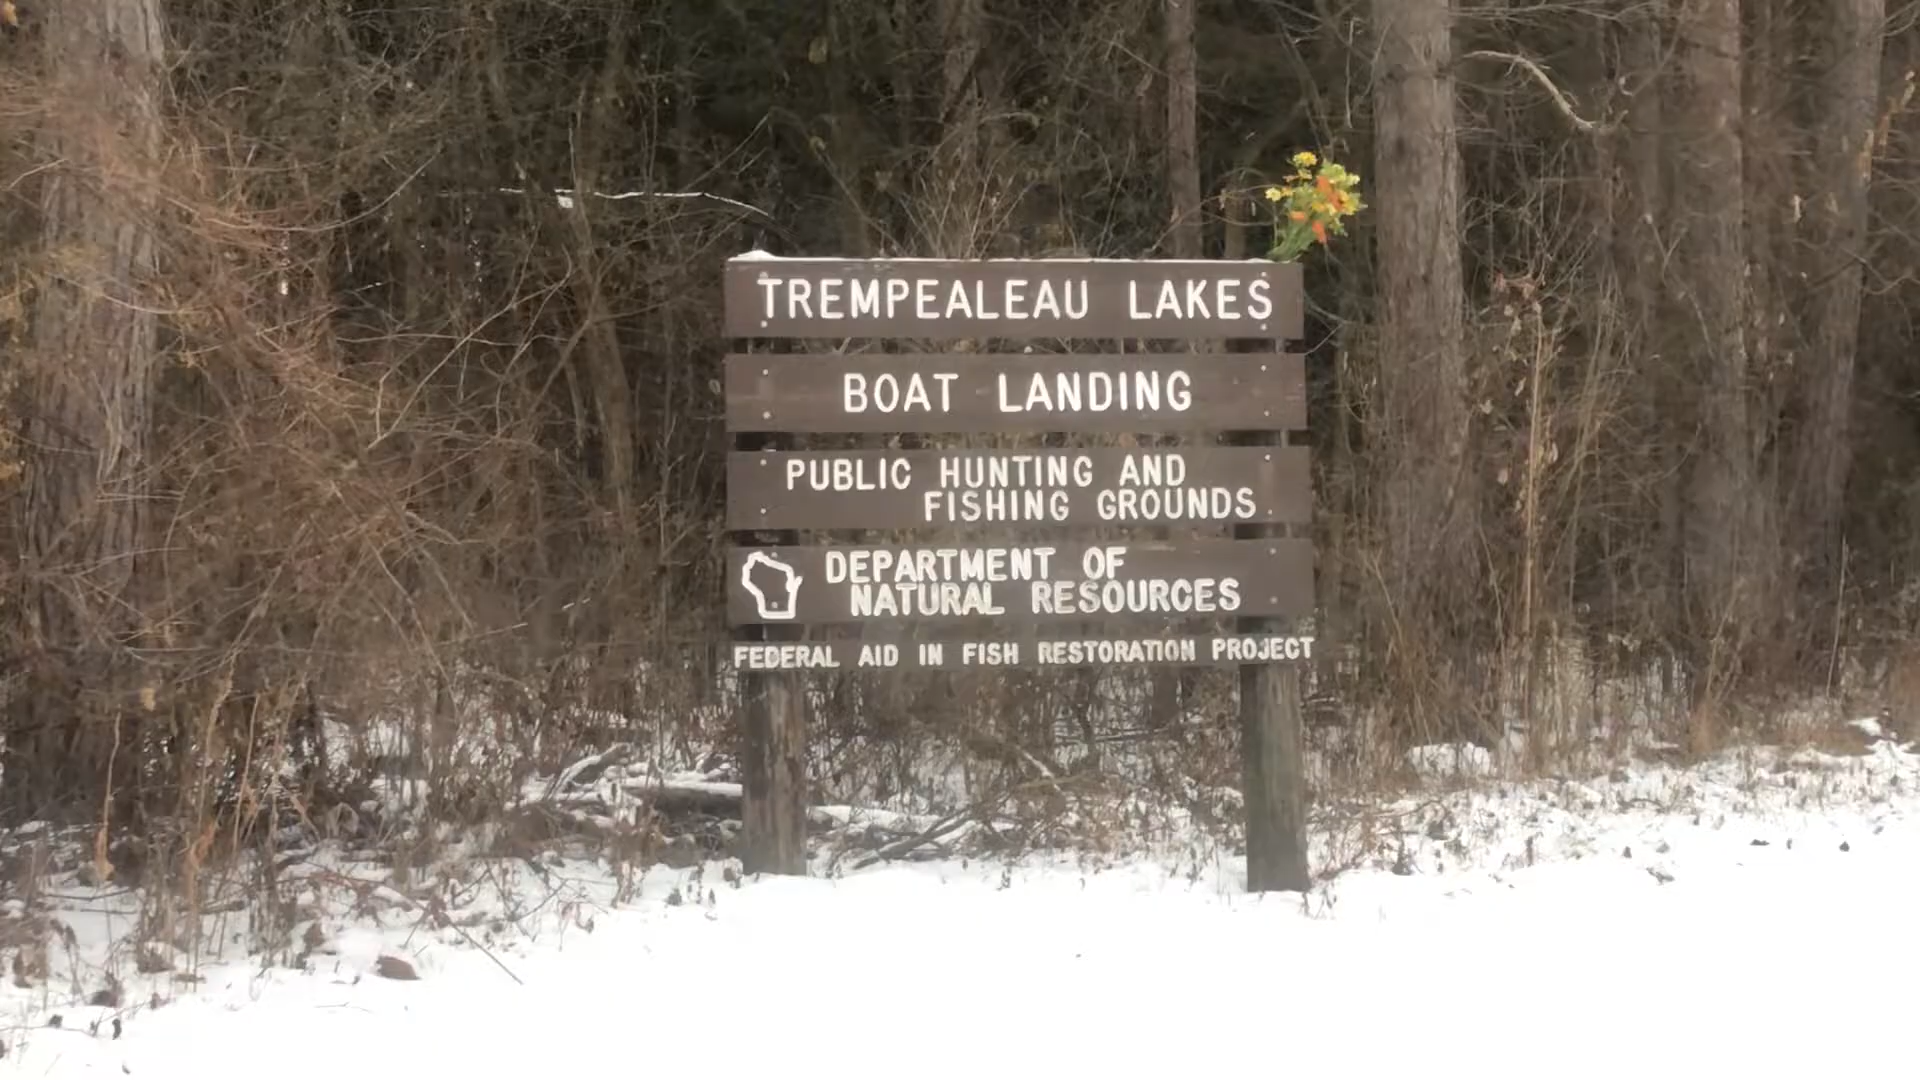 TREMPEALEAU LAKES
BOAT LANDING
PUBLIC HUNTING AND
FISHING GROUNDS
DEPARTMENT OF
NATURAL RESOURCES
FEDERAL AID IN FISH RESTORATION PROJECT